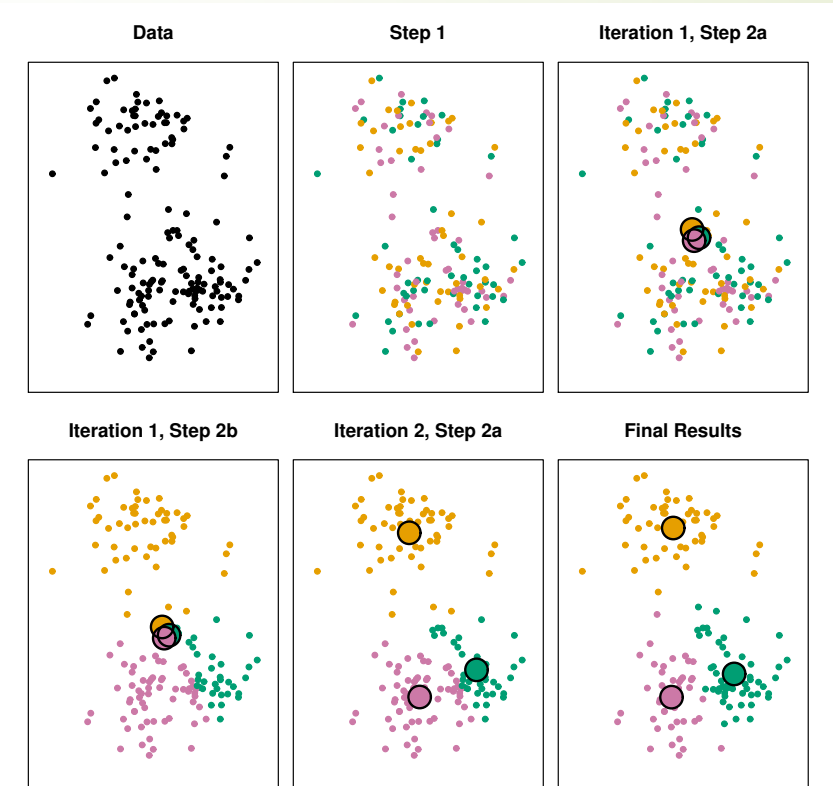 Data
Step 1
Iteration 1, Step 2a
Iteration 1, Step 2b
Iteration 2, Step 2a
Final Results